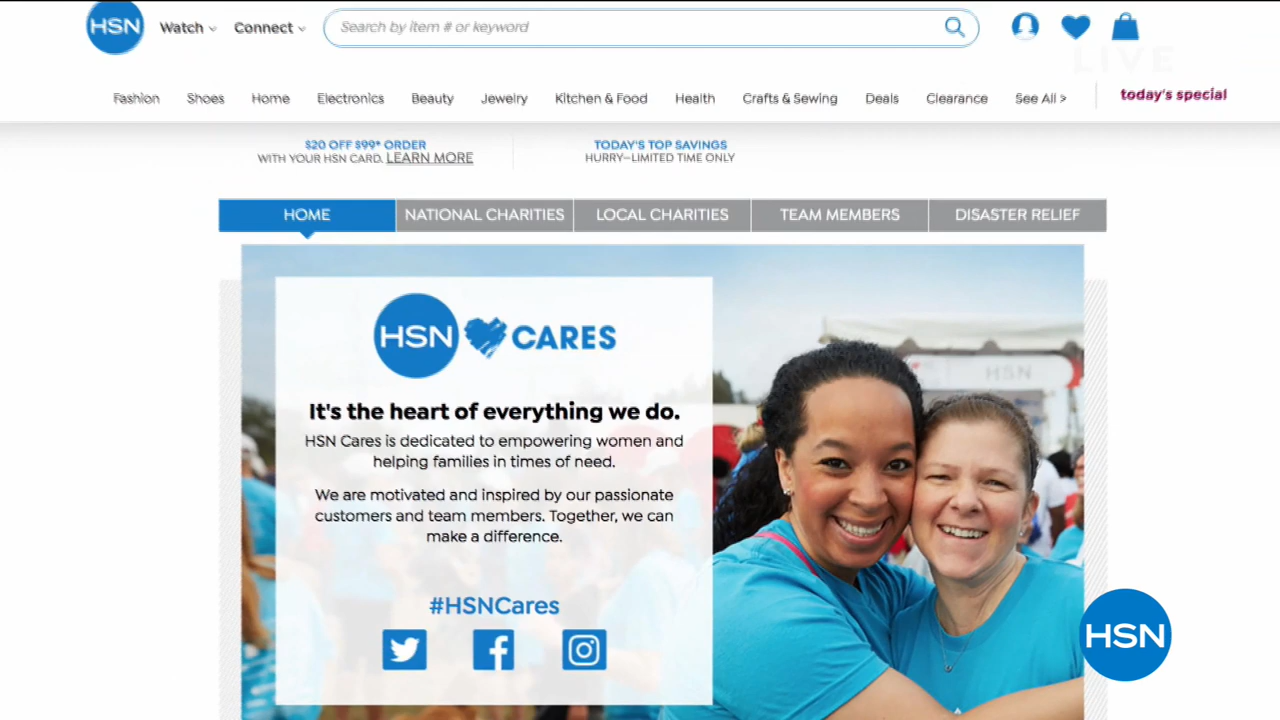 HSN
Watch
Connect
Search by item # or keyword
LIVE
Fashion
Shoes
Home
Electronics
Beauty
Jewelry
Kitchen & Food
Health
Crafts & Sewing
Deals
Clearance
See All >
today's special
$20 OFF $99* ORDER
WITH YOUR HSN CARD. LEARN MORE
TODAY'S TOP SAVINGS
HURRY—LIMITED TIME ONLY
HOME
NATIONAL CHARITIES
LOCAL CHARITIES
TEAM MEMBERS
DISASTER RELIEF
HSN CARES
It's the heart of everything we do.
HSN Cares is dedicated to empowering women and
helping families in times of need.
We are motivated and inspired by our passionate
customers and team members. Together, we can
make a difference.
#HSNCares
HSN
HSN